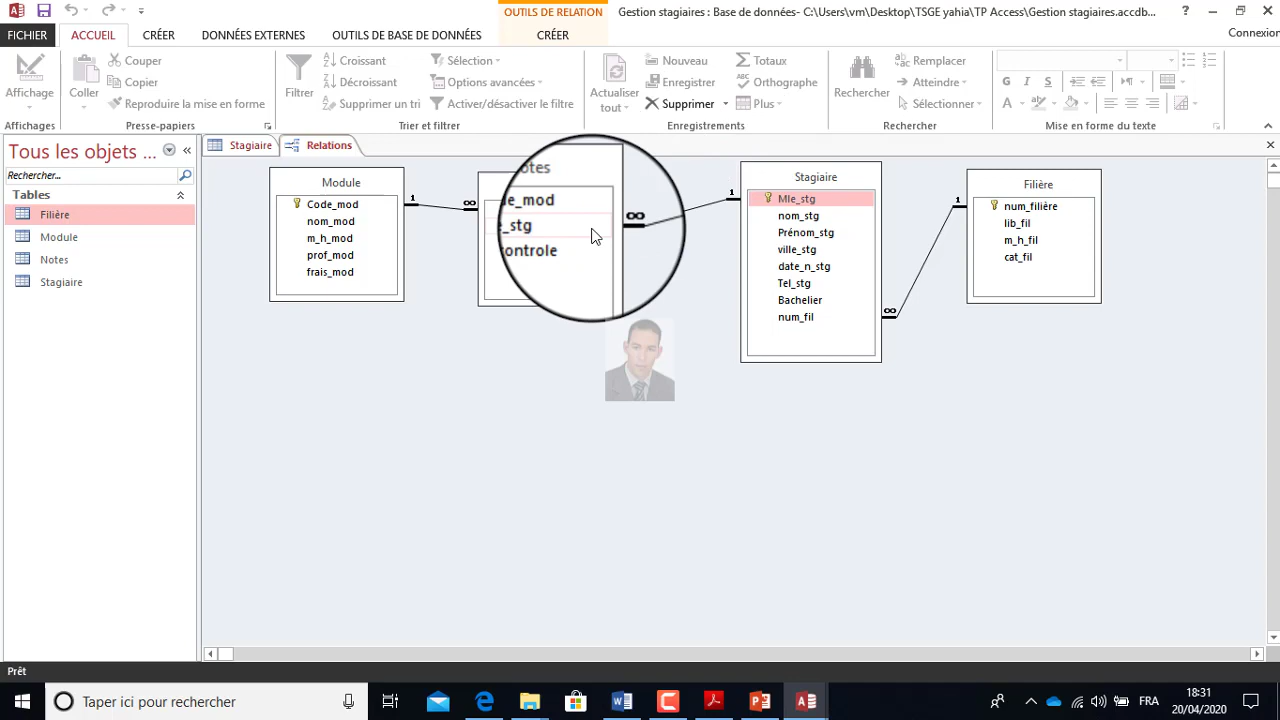 OUTILS DE RELATION
Gestion stagiaires : Base de données- C:\Users\vm\Desktop\TSGE yahia\TP Access\Gestion stagiaires.accdb...
?
FICHIER
ACCUEIL
CRÉER
DONNÉES EXTERNES
OUTILS DE BASE DE DONNÉES
CRÉER
Connexion
Affichage
Coller
Couper
Copier
Reproduire la mise en forme
Filtrer
Croissant
Décroissant
Supprimer un tri
Sélection
Options avancées
Activer/désactiver le filtre
Actualiser
tout
Nouveau
Enregistrer
Supprimer
Totaux
Orthographe
Plus
Rechercher
Remplacer
Atteindre
Sélectionner
G I S
A
Affichages
Presse-papiers
Trier et filtrer
Enregistrements
Rechercher
Mise en forme du texte
Tous les objets ...
Rechercher...
Tables
Filière
Module
Notes
Stagiaire
Stagiaire
Relations
Module
Code_mod
nom_mod
m_h_mod
prof_mod
frais_mod
1
∞
otes
de_mod
_stg
ontrole
∞
1
Stagiaire
Mle_stg
nom_stg
Prénom_stg
ville_stg
date_n_stg
Tel_stg
Bachelier
num_fil
∞
1
Filière
num_filière
lib_fil
m_h_fil
cat_fil
Prêt
Taper ici pour rechercher
FRA
18:31
20/04/2020